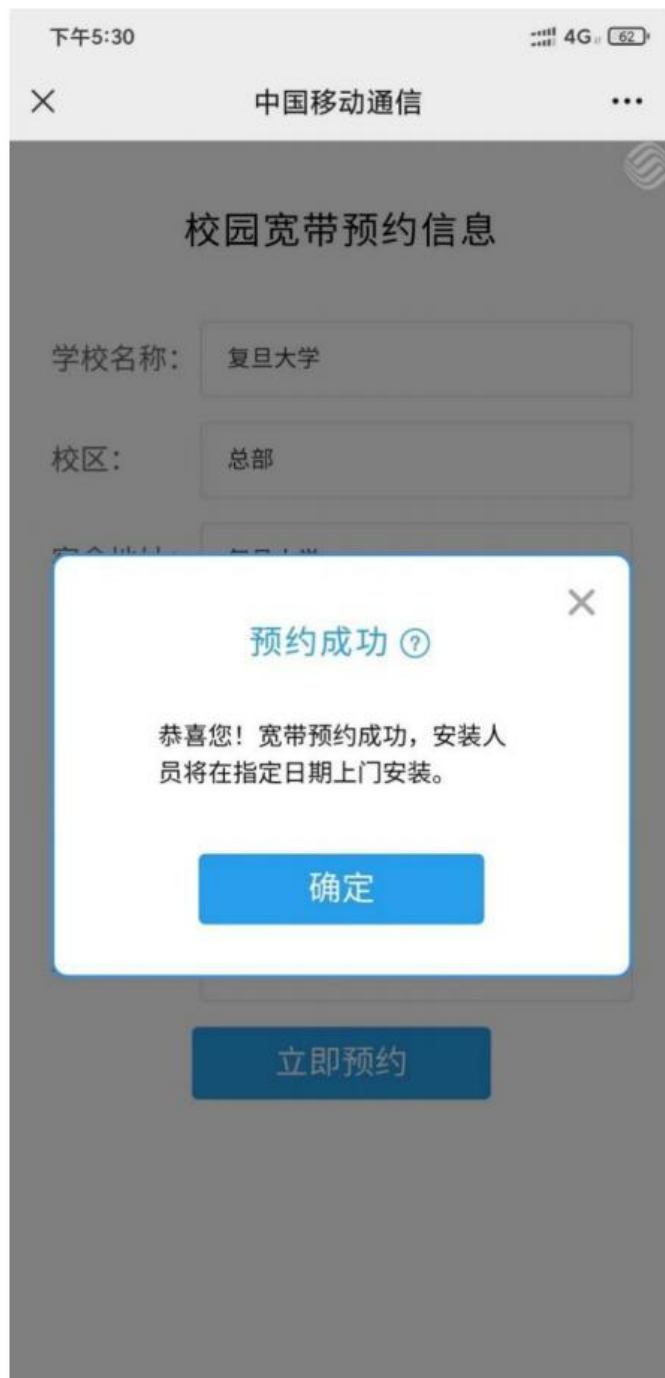 下午5:30
4G 62
中国移动通信
校园宽带预约信息
学校名称：
复旦大学
校区：
总部
预约成功
恭喜您！宽带预约成功，安装人
员将在指定日期上门安装。
确定
立即预约